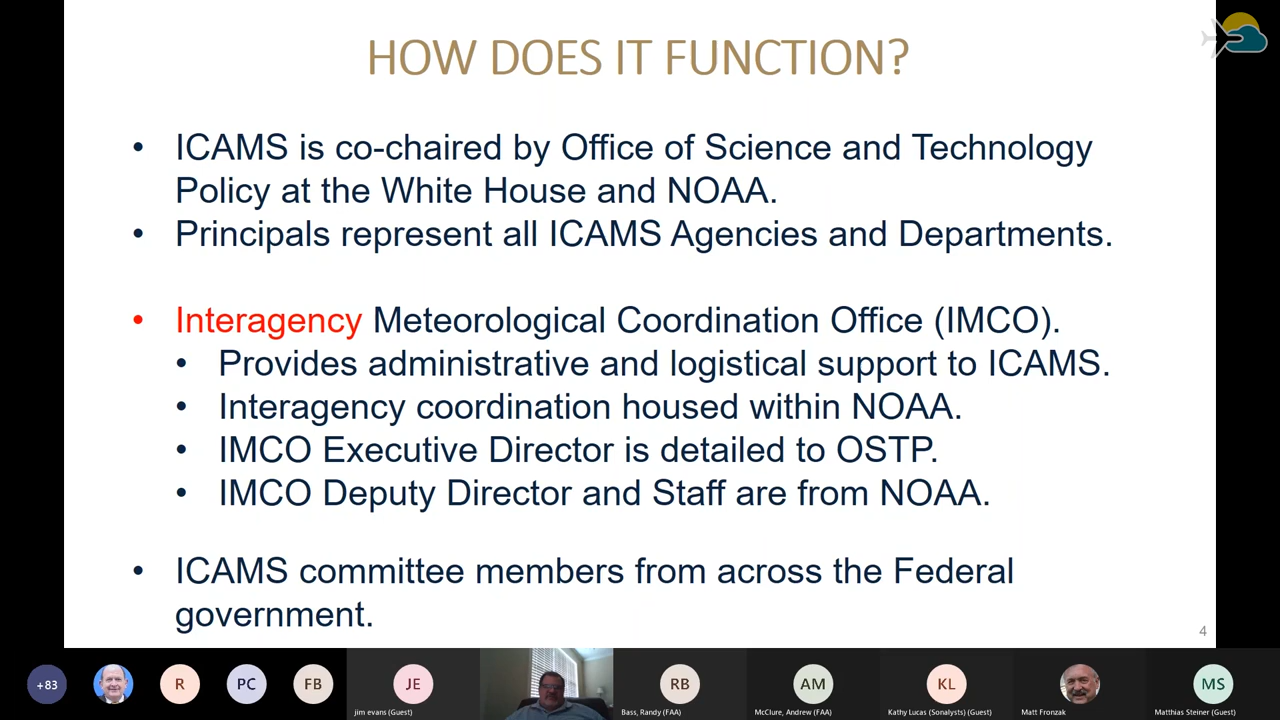 HOW DOES IT FUNCTION?
• ICAMS is co-chaired by Office of Science and Technology
Policy at the White House and NOAA.
• Principals represent all ICAMS Agencies and Departments.
• Interagency Meteorological Coordination Office (IMCO).
• Provides administrative and logistical support to ICAMS.
• Interagency coordination housed within NOAA.
• IMCO Executive Director is detailed to OSTP.
• IMCO Deputy Director and Staff are from NOAA.
• ICAMS committee members from across the Federal
government.
4
+83
R
PC
FB
JE
RB
AM
KL
MS
jim evans (Guest)
Bass, Randy (FAA)
McClure, Andrew (FAA)
Kathy Lucas (Sonalysts) (Guest)
Matt Fronzak
Matthias Steiner (Guest)